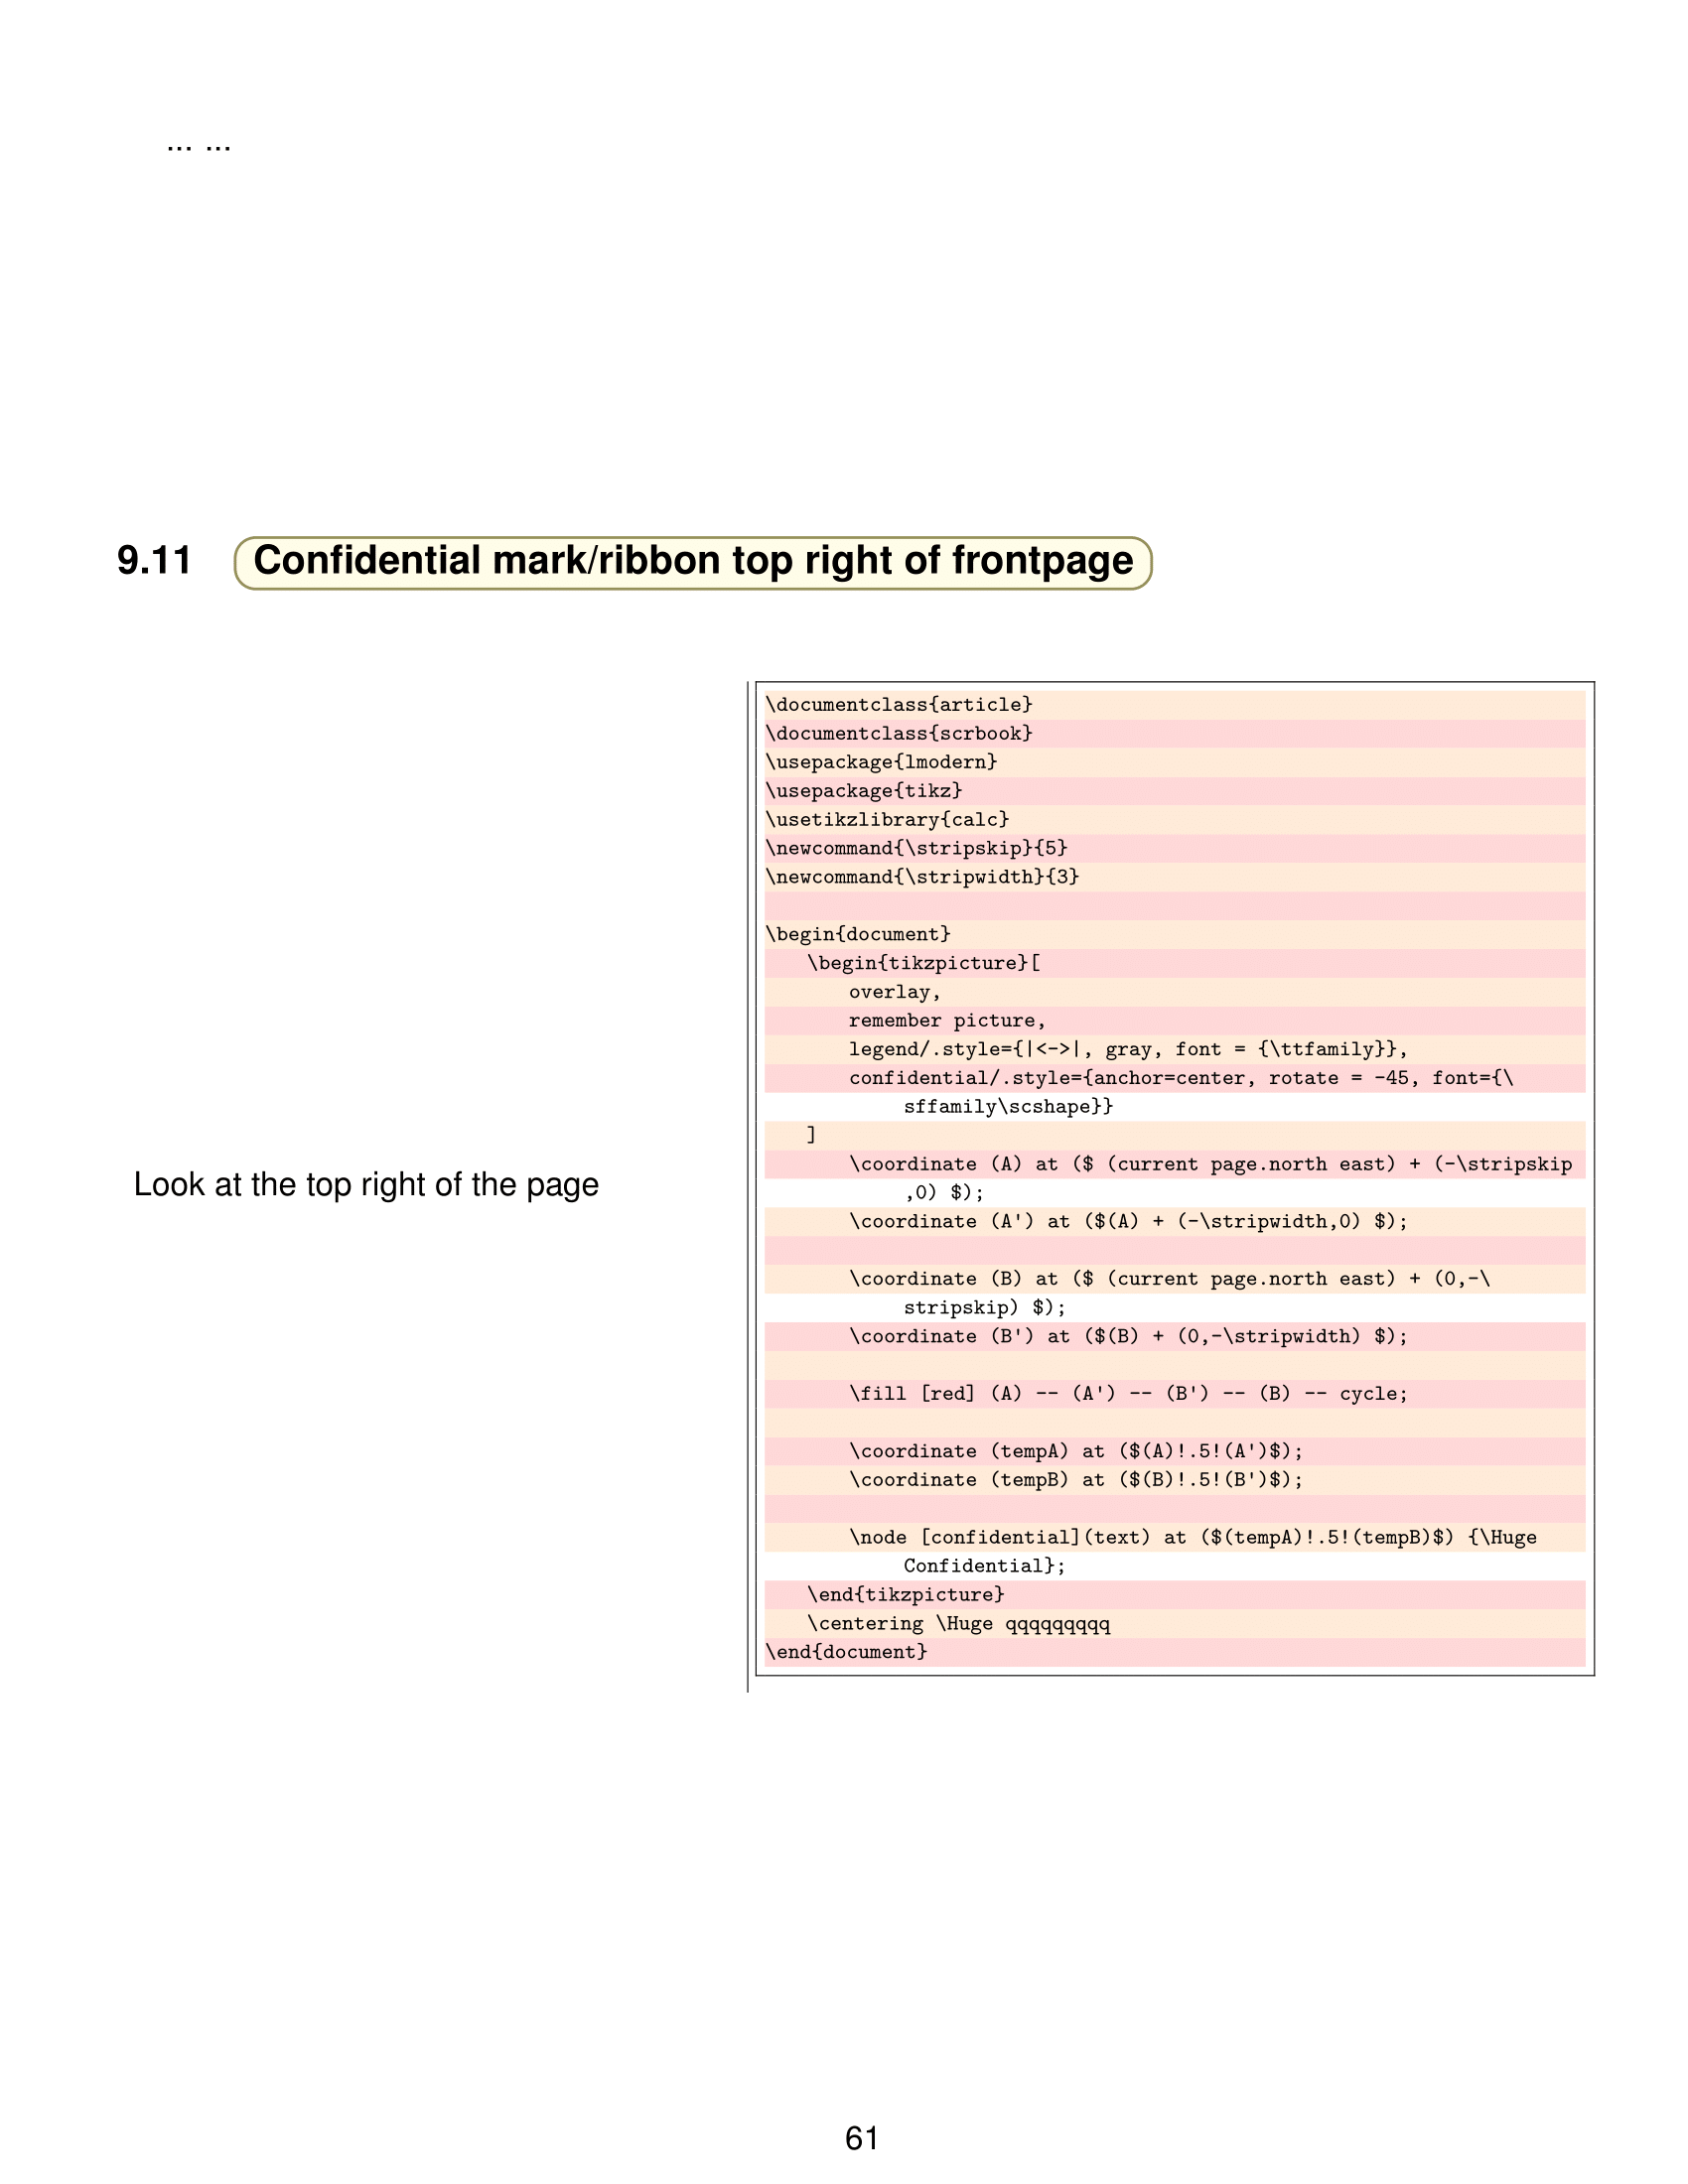 ... ...
9.11 Confidential mark/ribbon top right of frontpage
Look at the top right of the page
\documentclass{article}
\documentclass{scrbook}
\usepackage{lmodern}
\usepackage{tikz}
\usetikzlibrary{calc}
\newcommand{\stripskip}{5}
\newcommand{\stripwidth}{3}
\begin{document}
\begin{tikzpicture}[
overlay,
remember picture,
legend/.style={|<->|, gray, font = {\ttfamily}},
confidential/.style={anchor=center, rotate = -45, font={\
sffamily\scshape}}
]
\coordinate (A) at ($ (current page.north east) + (-\stripskip
,0) $);
\coordinate (A') at ($(A) + (-\stripwidth,0) $);
\coordinate (B) at ($ (current page.north east) + (0,-\
stripskip) $);
\coordinate (B') at ($(B) + (0,-\stripwidth) $);
\fill [red] (A) -- (A') -- (B') -- (B) -- cycle;
\coordinate (tempA) at ($(A)!.5!(A')$);
\coordinate (tempB) at ($(B)!.5!(B')$);
\node [confidential](text) at ($(tempA)!.5!(tempB)$) {\Huge
Confidential};
\end{tikzpicture}
\centering \Huge qqqqqqqqq
\end{document}
61